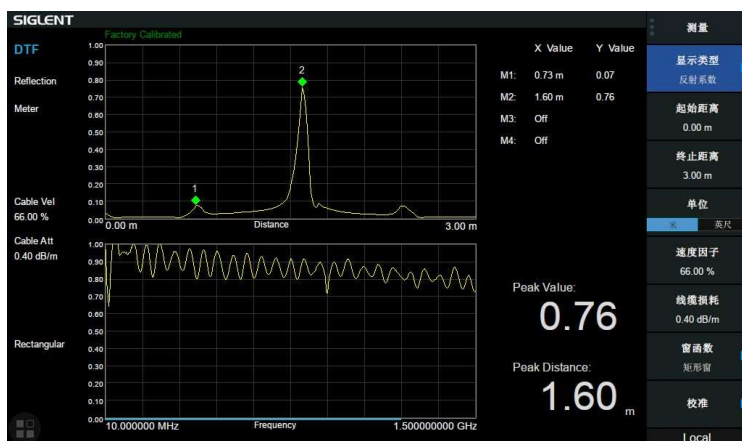 SIGLENT
Factory Calibrated
DTF
Reflection
Meter
Cable Vel
66.00 %
Cable Att
0.40 dB/m
Rectangular
1.00
0.90
0.80
0.70
0.60
0.50
0.40
0.30
0.20
0.10
0.00
1
2
0.00 m
Distance
3.00 m
1.00
0.90
0.80
0.70
0.60
0.50
0.40
0.30
0.20
0.10
0.00
10.000000 MHz
Frequency
1.500000000 GHz
X Value Y Value
M1: 0.73 m 0.07
M2: 1.60 m 0.76
M3: Off
M4: Off
Peak Value:
0.76
Peak Distance:
1.60 m
测量
显示类型
反射系数
起始距离
0.00 m
终止距离
3.00 m
单位
米 英尺
速度因子
66.00 %
线缆损耗
0.40 dB/m
窗函数
矩形窗
校准
Local